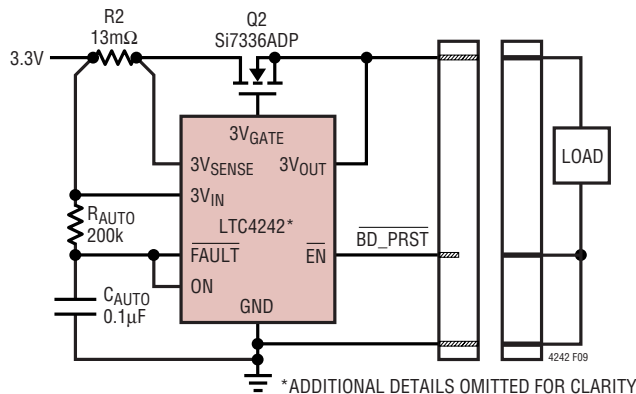 R2
13mΩ
Q2
Si7336ADP
3.3V
3VGATE
3VSENSE
3VOUT
3VIN
LTC4242*
RAUTO
200k
FAULT
EN
BD_PRST
LOAD
ON
CAUTO
0.1µF
GND
4242 F09
*ADDITIONAL DETAILS OMITTED FOR CLARITY